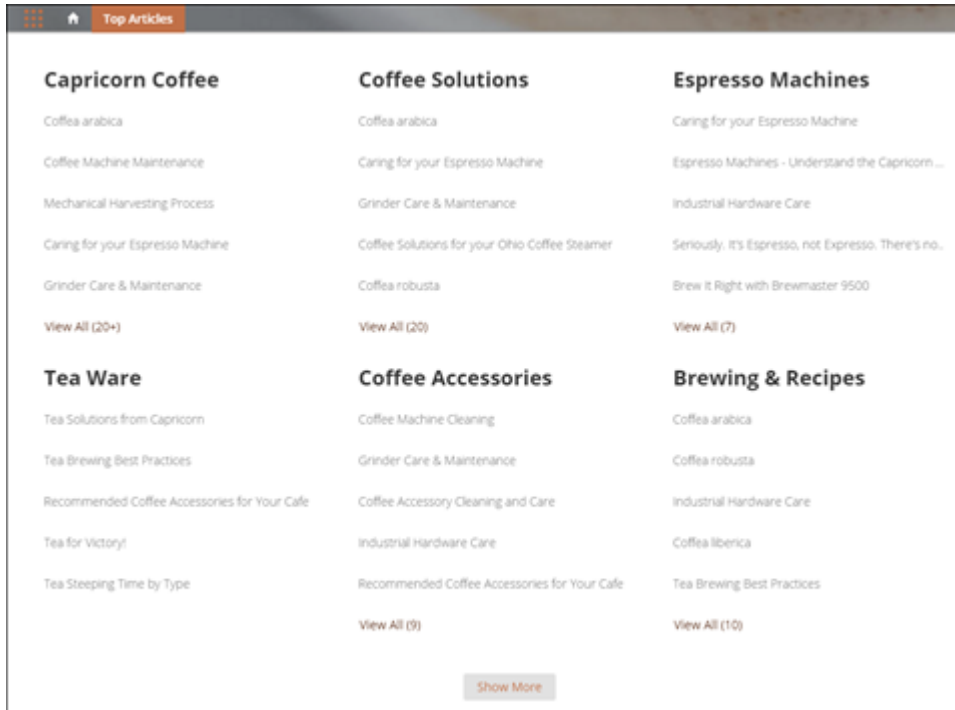 Top Articles
Capricorn Coffee
Coffea arabica
Coffee Machine Maintenance
Mechanical Harvesting Process
Caring for your Espresso Machine
Grinder Care & Maintenance
View All (20+)
Coffee Solutions
Coffea arabica
Caring for your Espresso Machine
Grinder Care & Maintenance
Coffee Solutions for your Ohio Coffee Steamer
Coffea robusta
View All (20)
Espresso Machines
Caring for your Espresso Machine
Espresso Machines - Understand the Capricorn ...
Industrial Hardware Care
Seriously. It's Espresso, not Expresso. There's no..
Brew It Right with Brewmaster 9500
View All (7)
Tea Ware
Tea Solutions from Capricorn
Tea Brewing Best Practices
Recommended Coffee Accessories for Your Cafe
Tea for Victory!
Tea Steeping Time by Type
Coffee Accessories
Coffee Machine Cleaning
Grinder Care & Maintenance
Coffee Accessory Cleaning and Care
Industrial Hardware Care
Recommended Coffee Accessories for Your Cafe
View All (9)
Brewing & Recipes
Coffea arabica
Coffea robusta
Industrial Hardware Care
Coffea liberica
Tea Brewing Best Practices
View All (10)
Show More